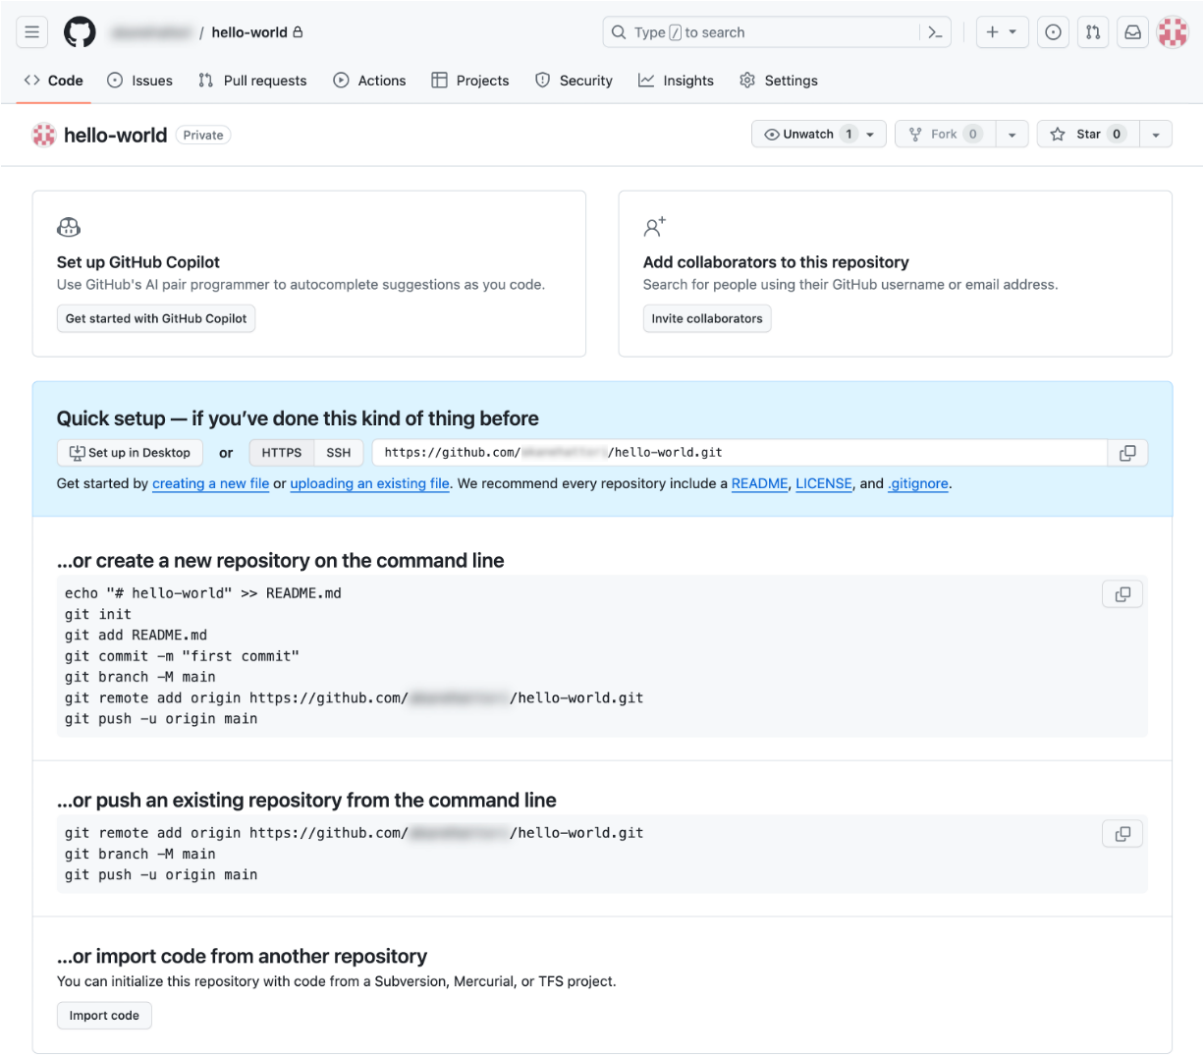 / hello-world
Type / to search
Code Issues Pull requests Actions Projects Security Insights Settings
hello-world Private
Unwatch 1 Fork 0 Star 0
Set up GitHub Copilot
Use GitHub's AI pair programmer to autocomplete suggestions as you code.
Get started with GitHub Copilot
Add collaborators to this repository
Search for people using their GitHub username or email address.
Invite collaborators
Quick setup — if you've done this kind of thing before
Set up in Desktop or HTTPS SSH https://github.com/ /hello-world.git
Get started by creating a new file or uploading an existing file. We recommend every repository include a README, LICENSE, and .gitignore.
...or create a new repository on the command line
echo "# hello-world" >> README.md
git init
git add README.md
git commit -m "first commit"
git branch -M main
git remote add origin https://github.com/ /hello-world.git
git push -u origin main
...or push an existing repository from the command line
git remote add origin https://github.com/ /hello-world.git
git branch -M main
git push -u origin main
...or import code from another repository
You can initialize this repository with code from a Subversion, Mercurial, or TFS project.
Import code